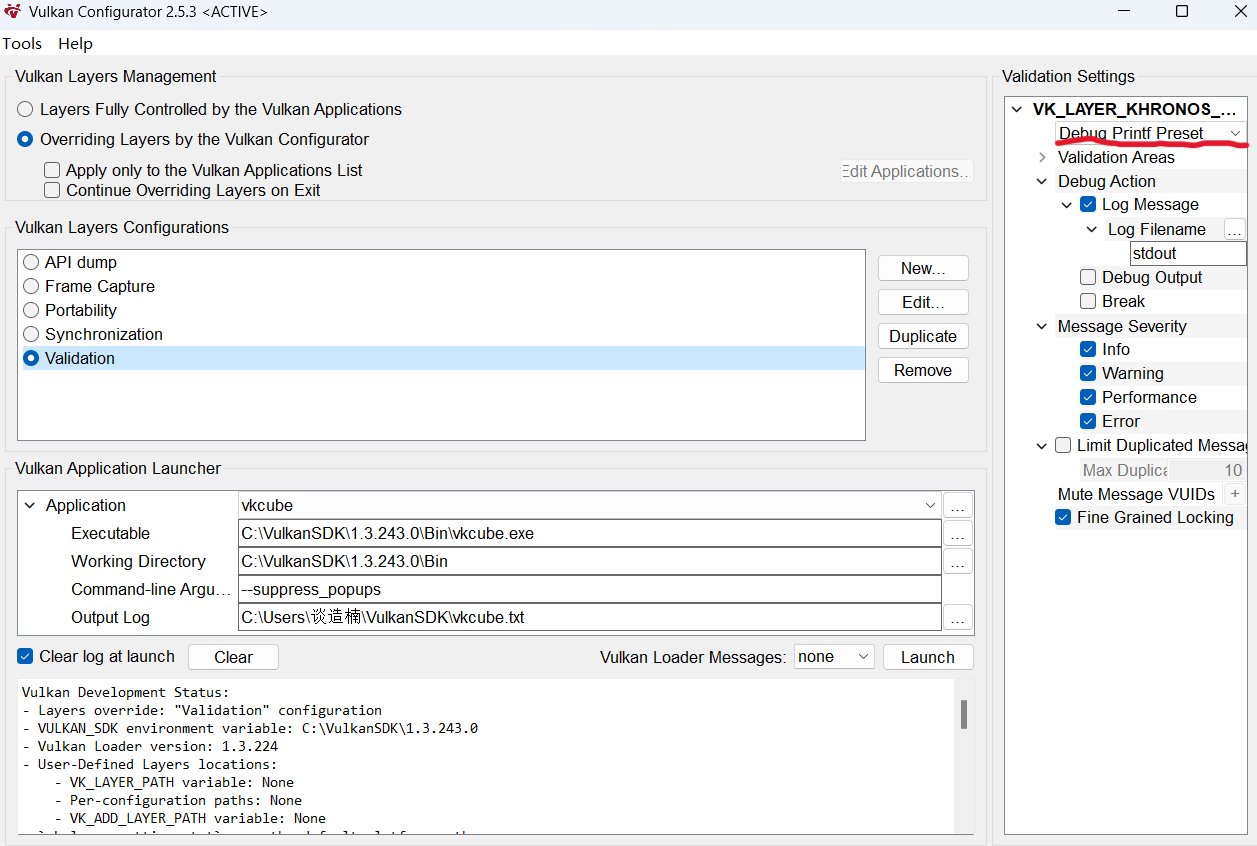 Vulkan Configurator 2.5.3 <ACTIVE>
Tools Help
Vulkan Layers Management
Layers Fully Controlled by the Vulkan Applications
Overriding Layers by the Vulkan Configurator
Apply only to the Vulkan Applications List
Edit Applications..
Continue Overriding Layers on Exit
Vulkan Layers Configurations
API dump
Frame Capture
Portability
Synchronization
Validation
New...
Edit...
Duplicate
Remove
Vulkan Application Launcher
Application vkcube ...
Executable C:\VulkanSDK\1.3.243.0\Bin\vkcube.exe ...
Working Directory C:\VulkanSDK\1.3.243.0\Bin ...
Command-line Argu... --suppress_popups
Output Log C:\Users\谈造楠\VulkanSDK\vkcube.txt ...
Clear log at launch Clear Vulkan Loader Messages: none Launch
Vulkan Development Status:
- Layers override: "Validation" configuration
- VULKAN_SDK environment variable: C:\VulkanSDK\1.3.243.0
- Vulkan Loader version: 1.3.224
- User-Defined Layers locations:
- VK_LAYER_PATH variable: None
- Per-configuration paths: None
- VK_ADD_LAYER_PATH variable: None
Validation Settings
VK_LAYER_KHRONOS_...
Debug Printf Preset
Validation Areas
Debug Action
Log Message
Log Filename ...
stdout
Debug Output
Break
Message Severity
Info
Warning
Performance
Error
Limit Duplicated Messag
Max Duplica 10
Mute Message VUIDs +
Fine Grained Locking